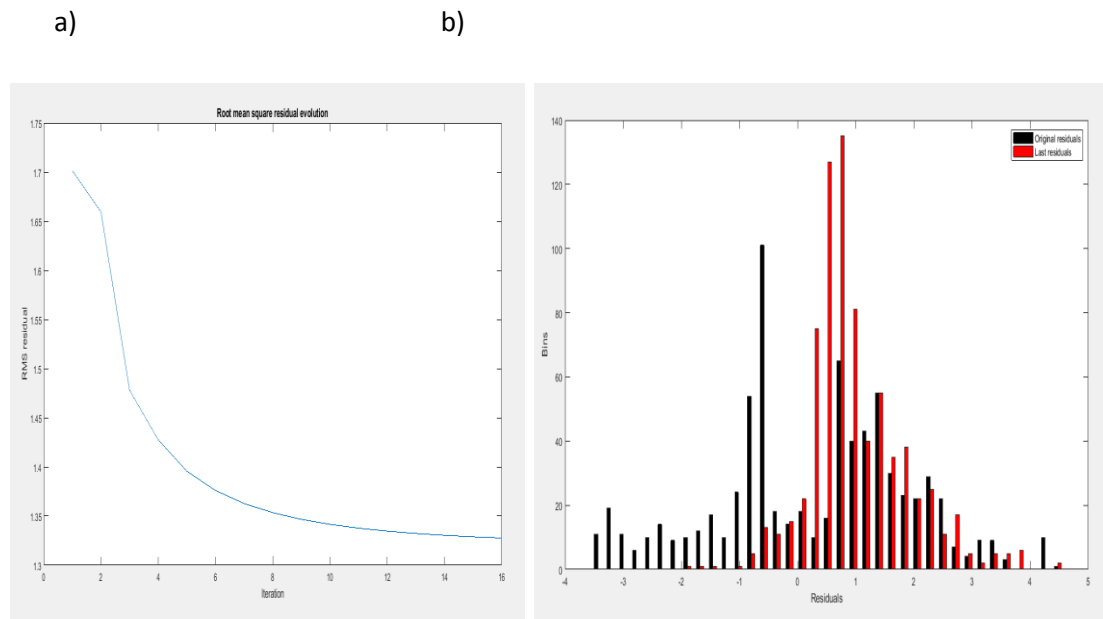 a)
b)
Root mean square residual evolution
1.75
1.7
1.65
1.6
1.55
1.5
1.45
1.4
1.35
1.3
RMS residual
0 2 4 6 8 10 12 14 16
Iteration
140
120
100
80
60
40
20
0
Bins
Original residuals
Last residuals
-4 -3 -2 -1 0 1 2 3 4 5
Residuals